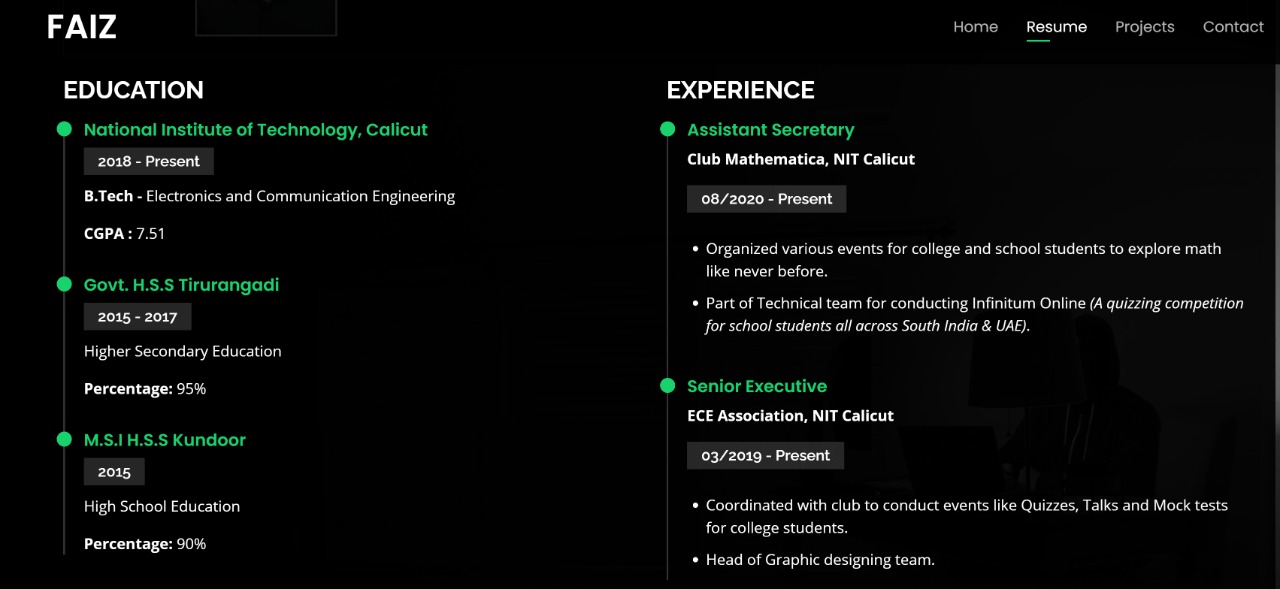 FAIZ
Home Resume Projects Contact
EDUCATION
National Institute of Technology, Calicut
2018 - Present
B.Tech - Electronics and Communication Engineering
CGPA : 7.51
Govt. H.S.S Tirurangadi
2015 - 2017
Higher Secondary Education
Percentage: 95%
M.S.I H.S.S Kundoor
2015
High School Education
Percentage: 90%
EXPERIENCE
Assistant Secretary
Club Mathematica, NIT Calicut
08/2020 - Present
• Organized various events for college and school students to explore math
like never before.
• Part of Technical team for conducting Infinitum Online (A quizzing competition
for school students all across South India & UAE).
Senior Executive
ECE Association, NIT Calicut
03/2019 - Present
• Coordinated with club to conduct events like Quizzes, Talks and Mock tests
for college students.
• Head of Graphic designing team.